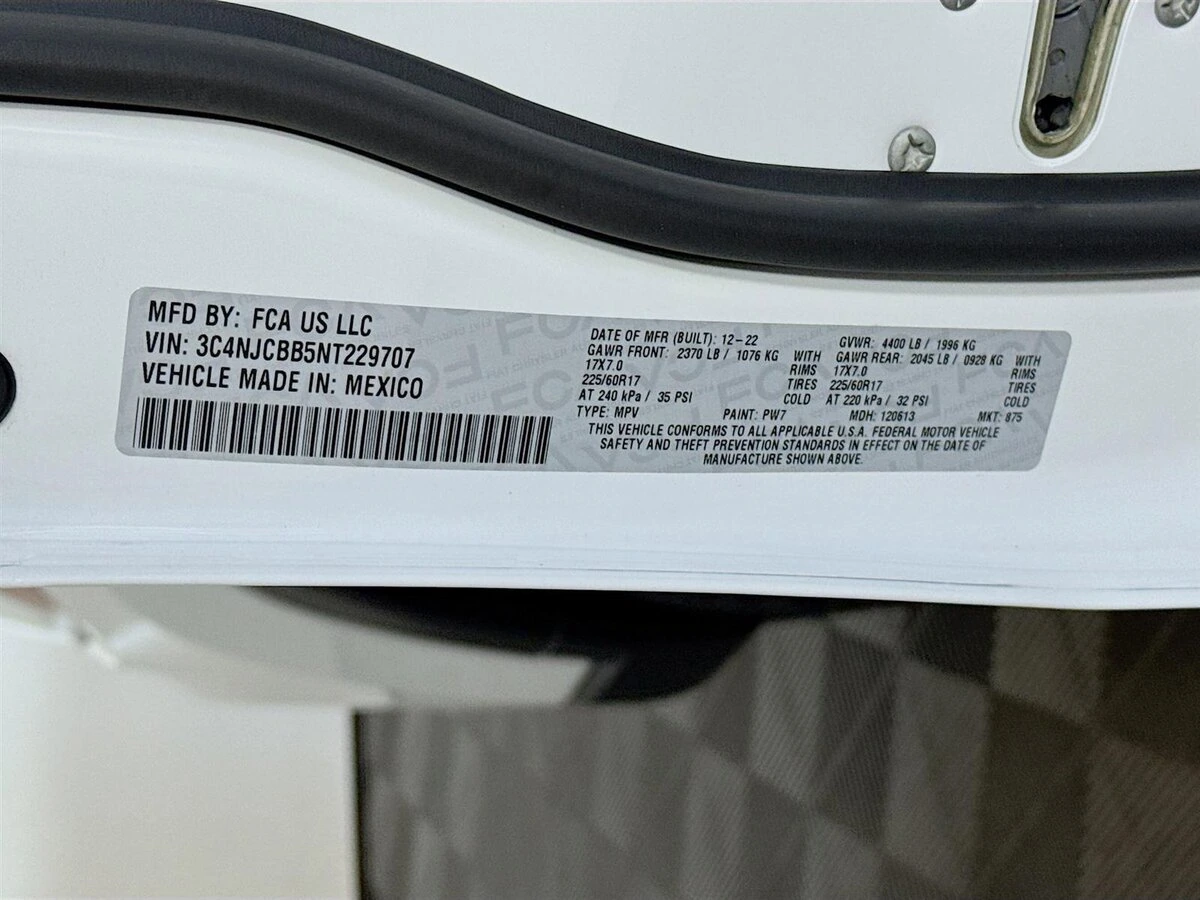 MFD BY: FCA US LLC
VIN: 3C4NJCBB5NT229707
VEHICLE MADE IN: MEXICO
DATE OF MFR (BUILT): 12-22 GVWR: 4400 LB / 1996 KG
GAWR FRONT: 2370 LB / 1076 KG WITH GAWR REAR: 2045 LB / 0928 KG WITH
17X7.0 RIMS 17X7.0 RIMS
225/60R17 TIRES 225/60R17 TIRES
AT 240 kPa / 35 PSI COLD AT 220 kPa / 32 PSI COLD
TYPE: MPV PAINT: PW7 MDH: 120613 MKT: 875
THIS VEHICLE CONFORMS TO ALL APPLICABLE U.S.A. FEDERAL MOTOR VEHICLE
SAFETY AND THEFT PREVENTION STANDARDS IN EFFECT ON THE DATE OF
MANUFACTURE SHOWN ABOVE.